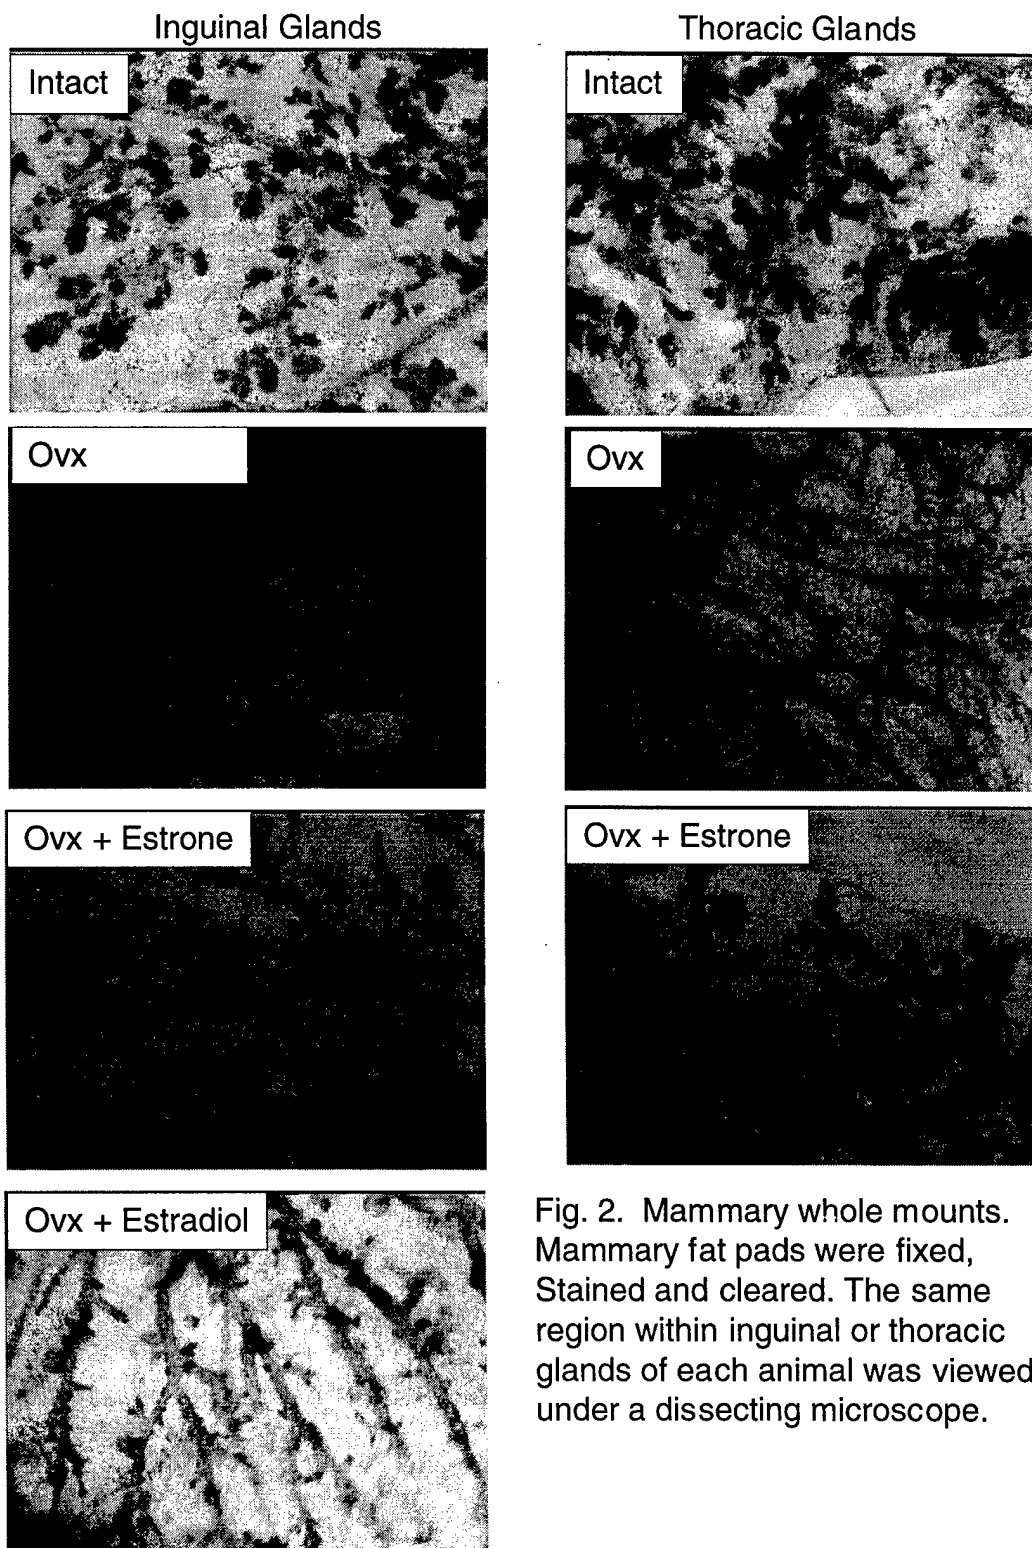 Inguinal Glands
Thoracic Glands
Intact
Intact
Ovx
Ovx
Ovx + Estrone
Ovx + Estrone
Ovx + Estradiol
Fig. 2. Mammary whole mounts.
Mammary fat pads were fixed,
Stained and cleared. The same
region within inguinal or thoracic
glands of each animal was viewed
under a dissecting microscope.